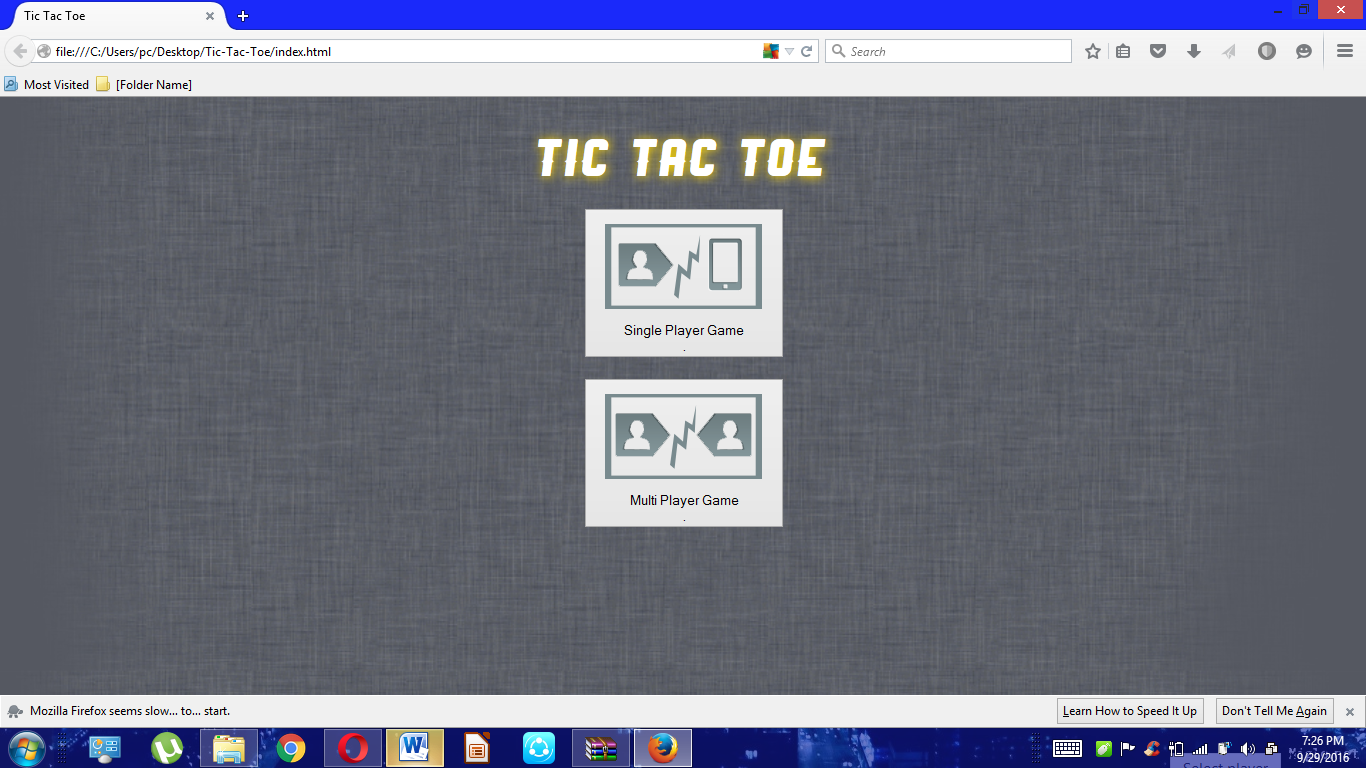 Tic Tac Toe
file:///C:/Users/pc/Desktop/Tic-Tac-Toe/index.html
Search
Most Visited
[Folder Name]
TIC TAC TOE
Single Player Game
.
Multi Player Game
.
Mozilla Firefox seems slow... to... start.
Learn How to Speed It Up
Don't Tell Me Again
7:26 PM
9/29/2016
Select player